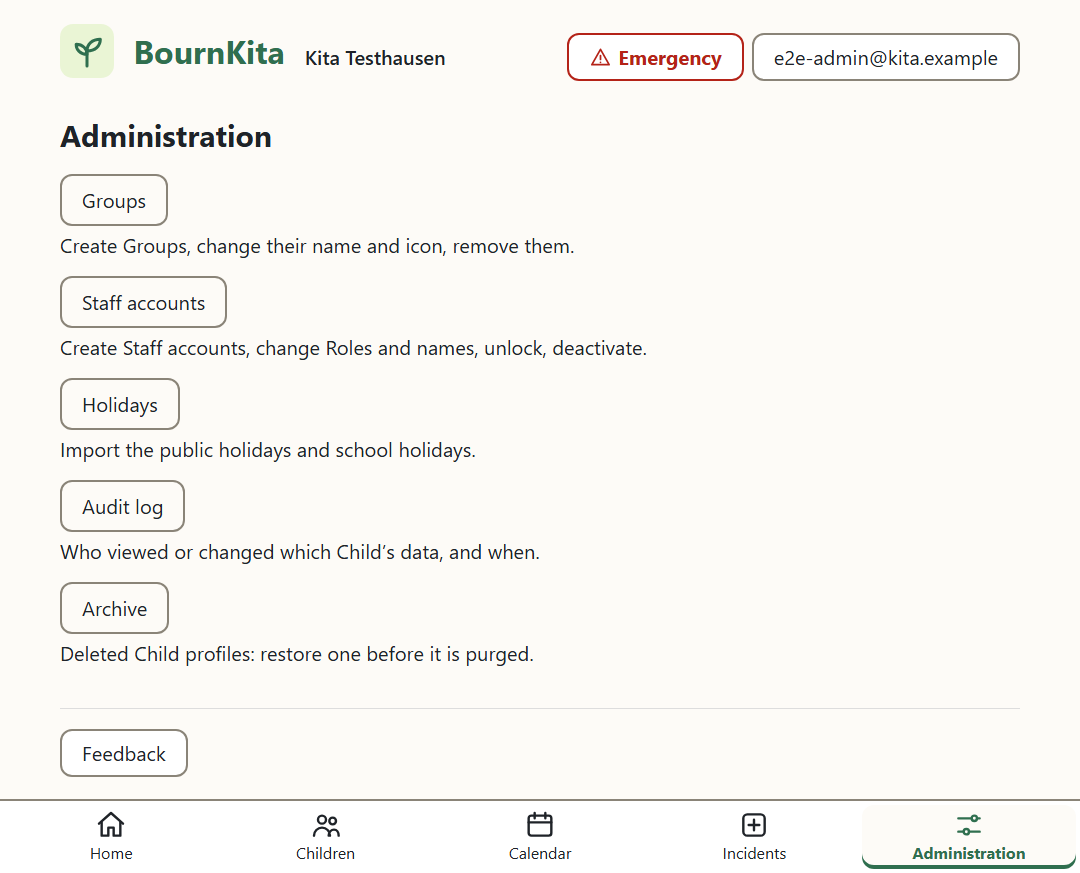 BournKita
Kita Testhausen
Emergency
e2e-admin@kita.example
Administration
Groups
Create Groups, change their name and icon, remove them.
Staff accounts
Create Staff accounts, change Roles and names, unlock, deactivate.
Holidays
Import the public holidays and school holidays.
Audit log
Who viewed or changed which Child’s data, and when.
Archive
Deleted Child profiles: restore one before it is purged.
Feedback
Home
Children
Calendar
Incidents
Administration